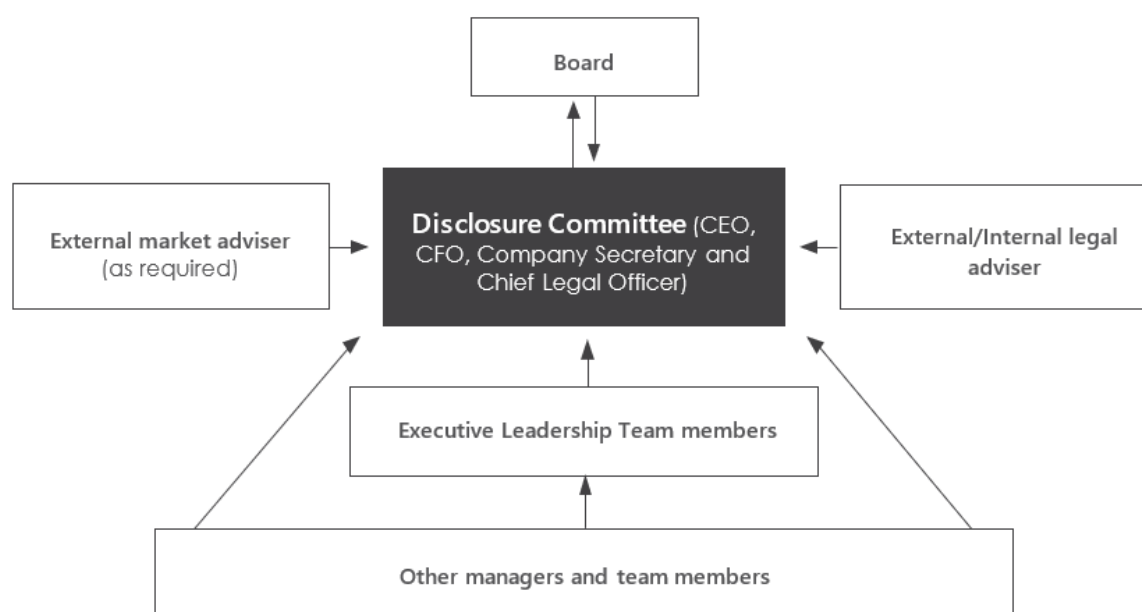 Board
External market adviser
(as required)
Disclosure Committee (CEO,
CFO, Company Secretary and
Chief Legal Officer)
External/Internal legal
adviser
Executive Leadership Team members
Other managers and team members